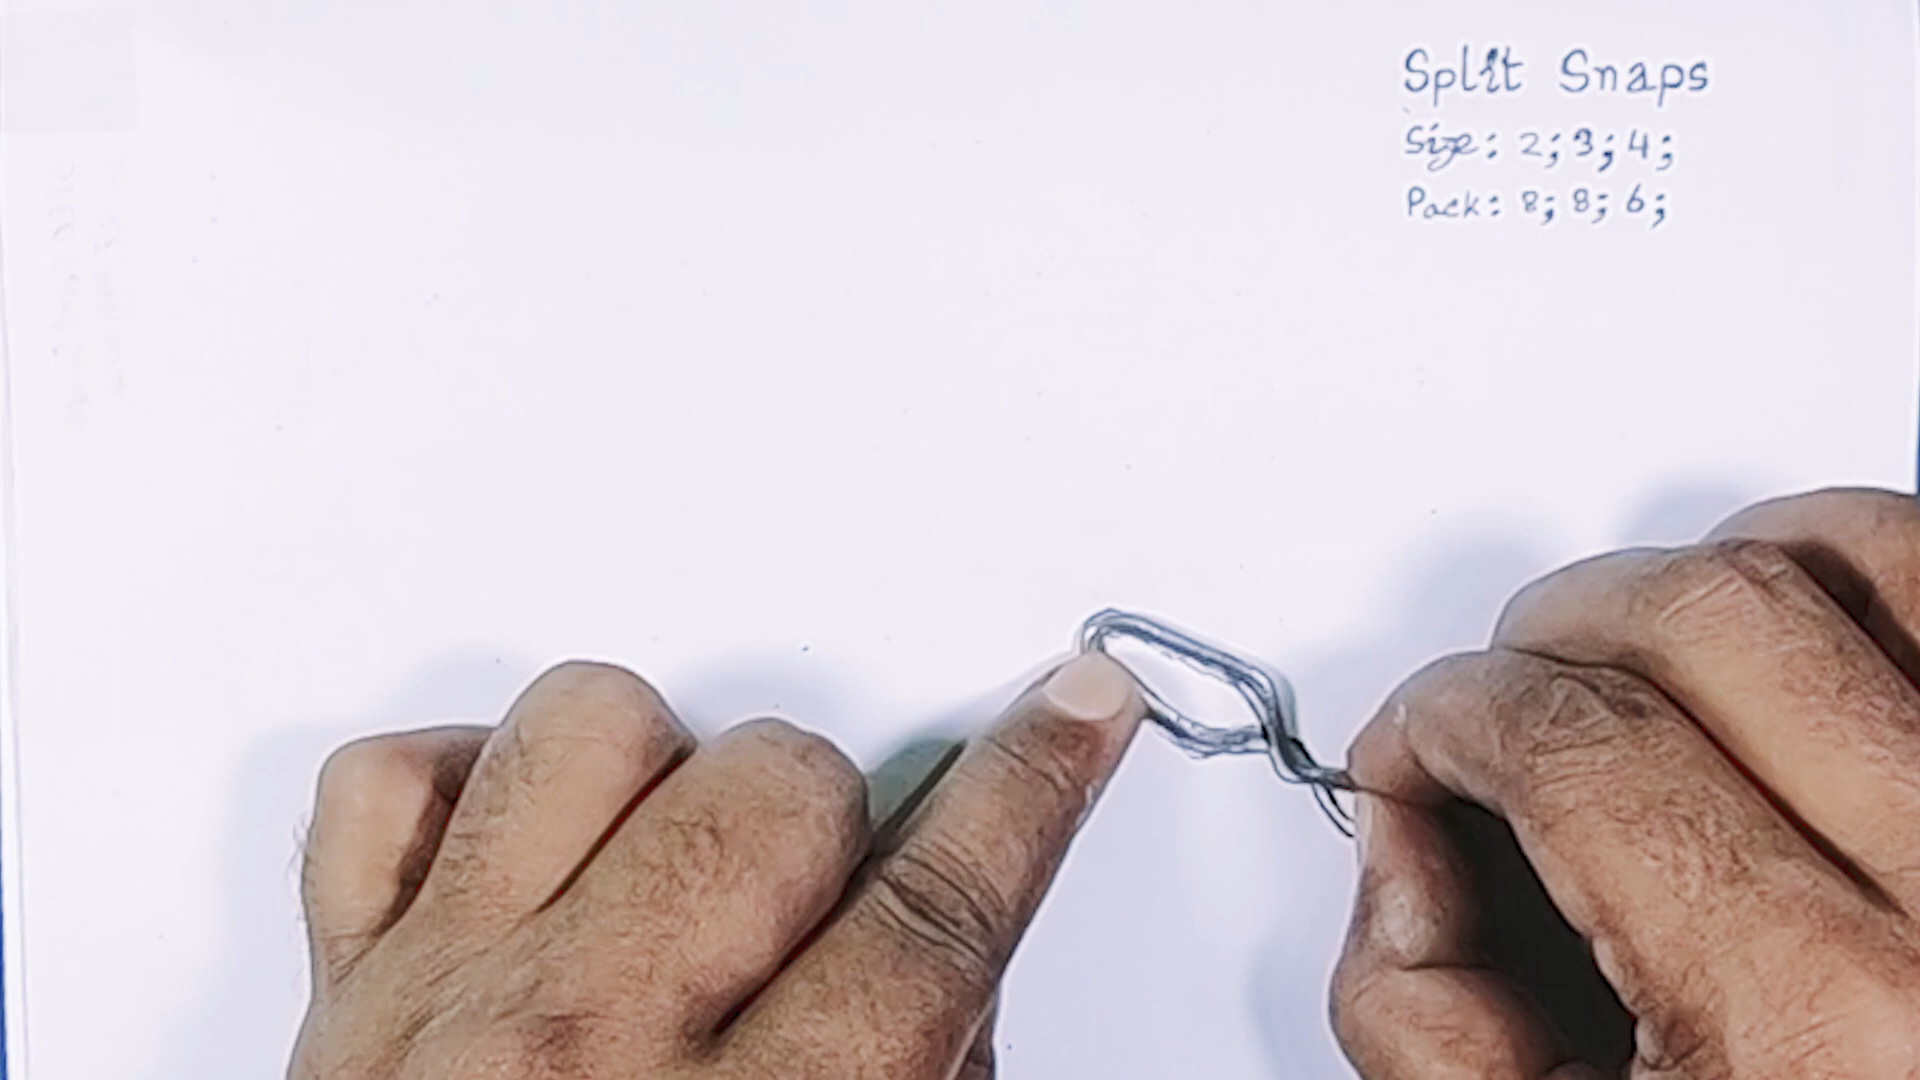 Split Snaps
Size: 2; 3; 4;
Pack: 8; 8; 6;